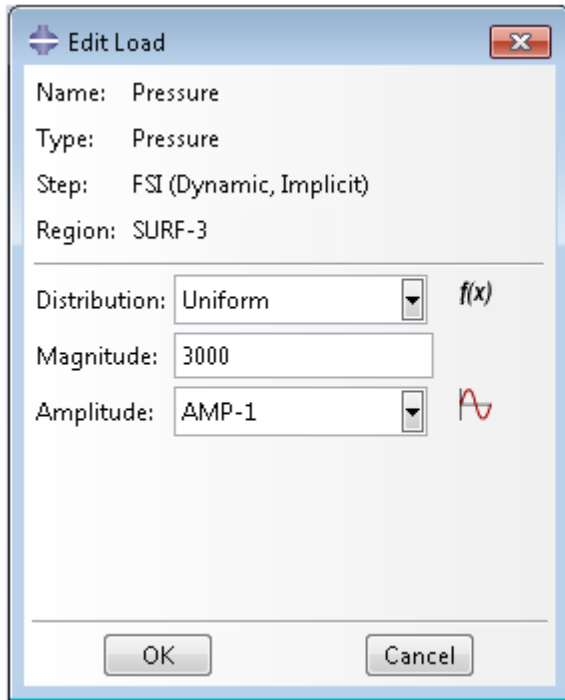 Edit Load
Name: Pressure
Type: Pressure
Step: FSI (Dynamic, Implicit)
Region: SURF-3
Distribution: Uniform f(x)
Magnitude: 3000
Amplitude: AMP-1
OK Cancel